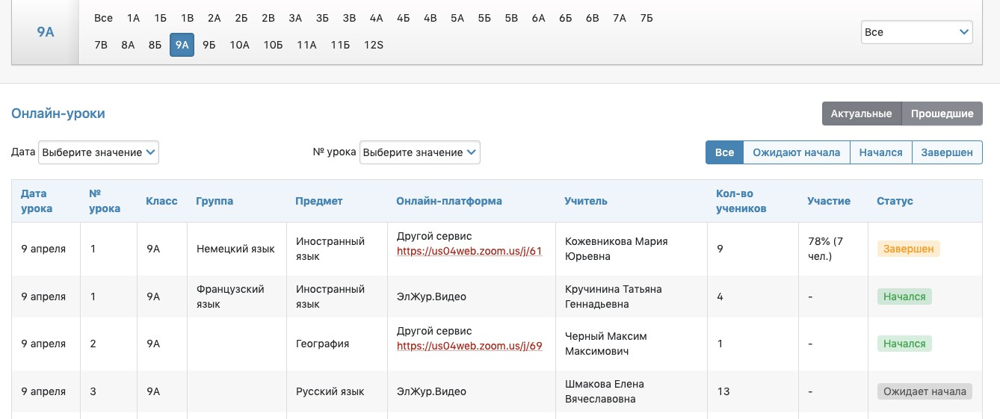 9А
Все 1А 1Б 1В 2А 2Б 2В 3А 3Б 3В 4А 4Б 4В 5А 5Б 5В 6А 6Б 6В 7А 7Б
7В 8А 8Б 9А 9Б 10А 10Б 11А 11Б 12S
Все
Онлайн-уроки
Актуальные Прошедшие
Дата Выберите значение № урока Выберите значение Все Ожидают начала Начался Завершен
Дата урока № урока Класс Группа Предмет Онлайн-платформа Учитель Кол-во учеников Участие Статус
9 апреля 1 9А Немецкий язык Иностранный язык Другой сервис https://us04web.zoom.us/j/61 Кожевникова Мария Юрьевна 9 78% (7 чел.) Завершен
9 апреля 1 9А Французский язык Иностранный язык ЭлЖур.Видео Кручинина Татьяна Геннадьевна 4 - Начался
9 апреля 2 9А География Другой сервис https://us04web.zoom.us/j/69 Черный Максим Максимович 1 - Начался
9 апреля 3 9А Русский язык ЭлЖур.Видео Шмакова Елена Вячеславовна 13 - Ожидает начала